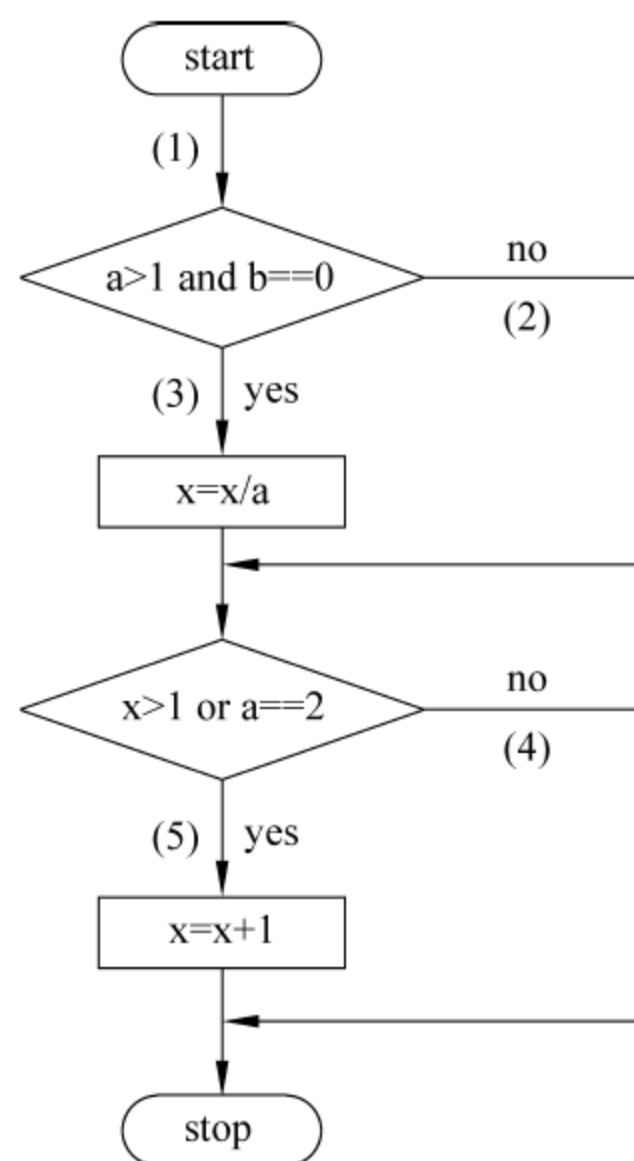 start
(1)
a>1 and b==0
no
(2)
(3) yes
x=x/a
x>1 or a==2
no
(4)
(5) yes
x=x+1
stop